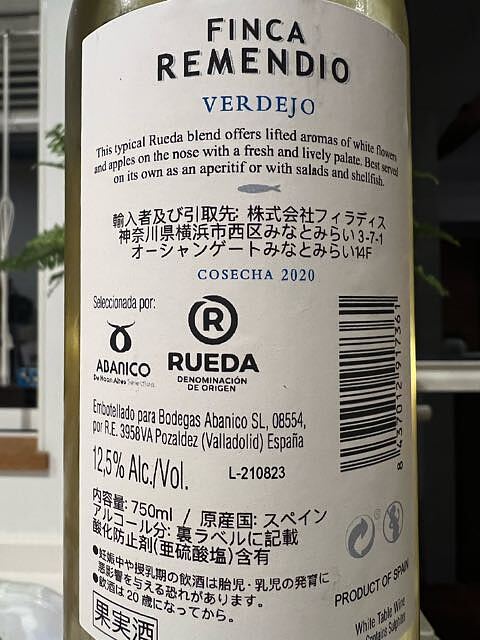 FINCA
REMENDIO
VERDEJO
This typical Rueda blend offers lifted aromas of white flowers
and apples on the nose with a fresh and lively palate. Best served
on its own as an aperitif or with salads and shellfish.
輸入者及び引取先: 株式会社フィラディス
神奈川県横浜市西区みなとみらい3-7-1
オーシャンゲートみなとみらい14F
COSECHA 2020
Seleccionada por:
ABANICO
R
RUEDA
DENOMINACIÓN
DE ORIGEN
8 437012 917361
Embotellado para Bodegas Abanico SL, 08554,
por R.E. 3958VA Pozaldez (Valladolid) España
12,5% Alc./Vol.
L-210823
内容量: 750ml / 原産国: スペイン
アルコール分: 裏ラベルに記載
酸化防止剤(亜硫酸塩)含有
●妊娠中や授乳期の飲酒は胎児・乳児の発育に
悪影響を与える恐れがあります。
●飲酒は20歳になってから。
果実酒
PRODUCT OF SPAIN
White Table Wine
Contains Sulphites